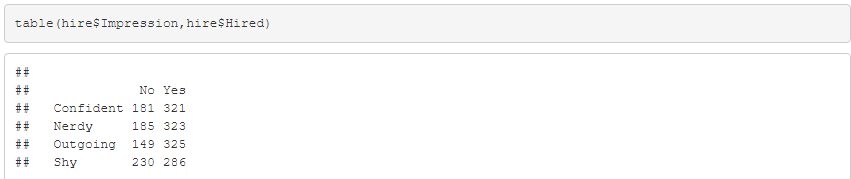 table(hire$Impression,hire$Hired)
##
##              No Yes
##   Confident 181 321
##   Nerdy     185 323
##   Outgoing  149 325
##   Shy       230 286